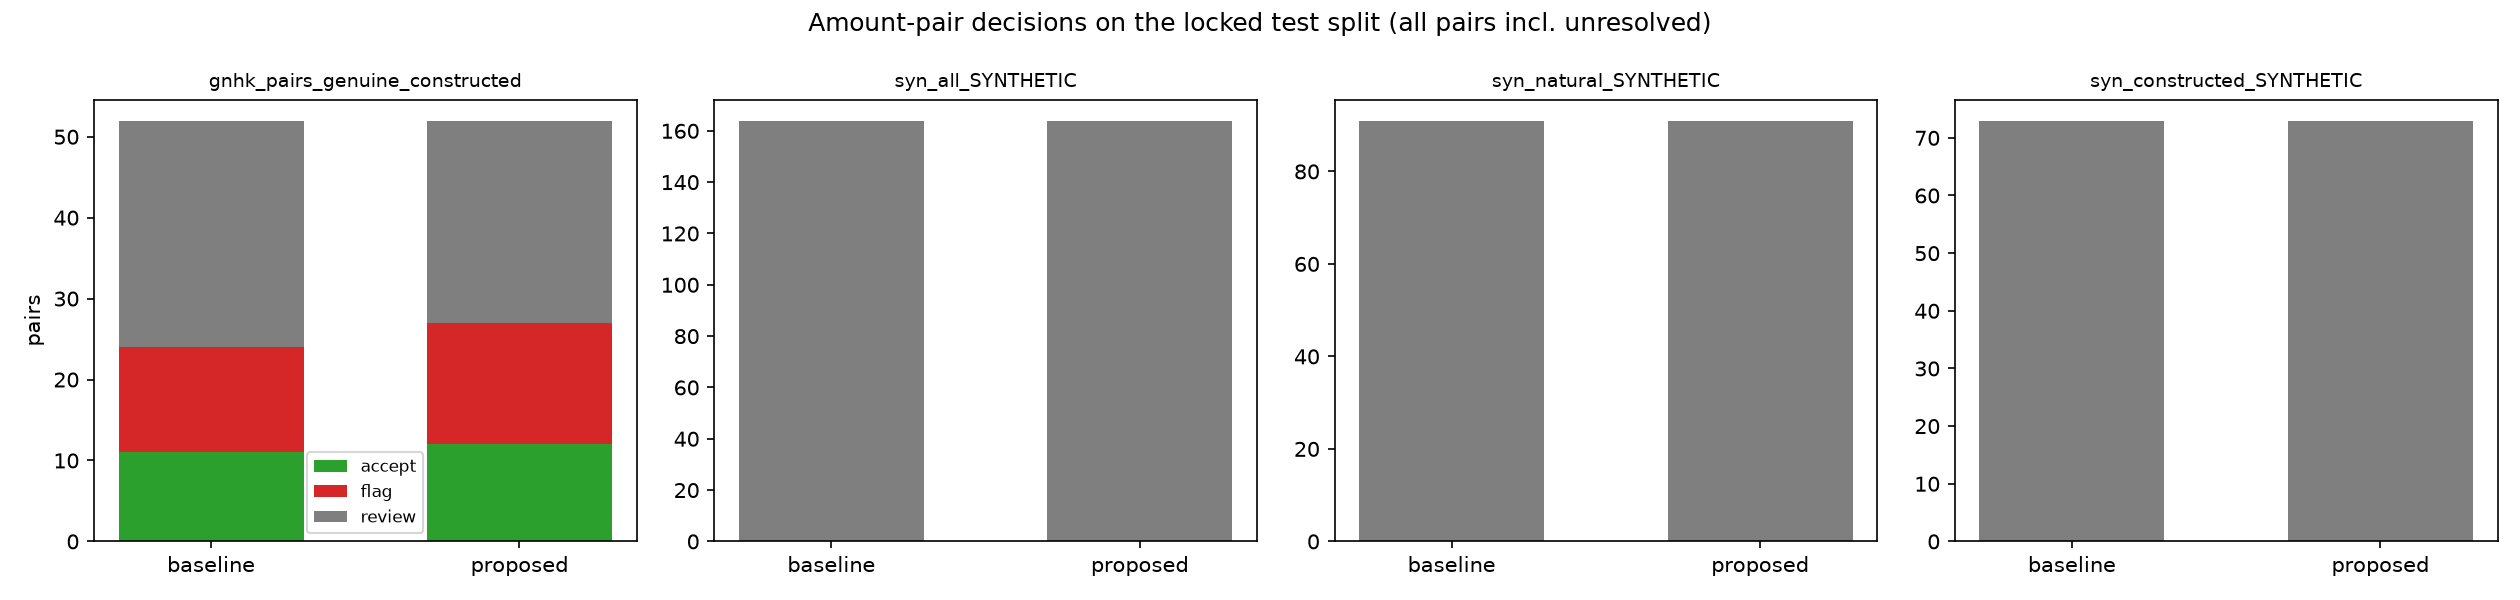 Amount-pair decisions on the locked test split (all pairs incl. unresolved)
gnhk_pairs_genuine_constructed
syn_all_SYNTHETIC
syn_natural_SYNTHETIC
syn_constructed_SYNTHETIC
pairs
50
40
30
20
10
0
accept
flag
review
baseline proposed
160
140
120
100
80
60
40
20
0
baseline proposed
80
60
40
20
0
baseline proposed
70
60
50
40
30
20
10
0
baseline proposed